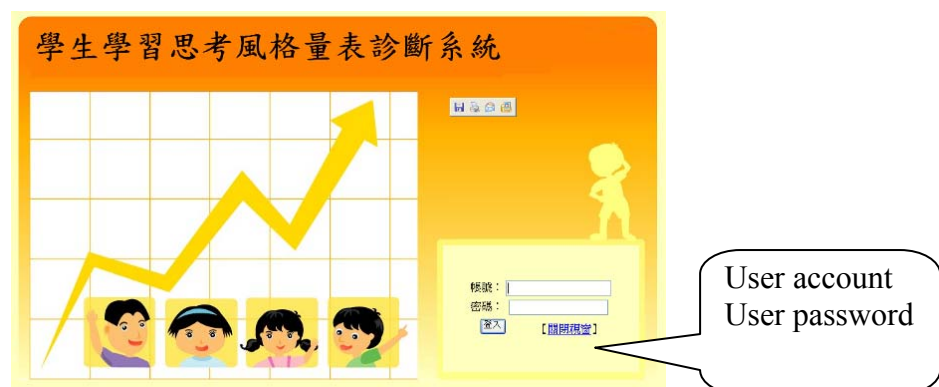 學生學習思考風格量表診斷系統
帳號：
密碼：
登入
【關閉視窗】
User account
User password